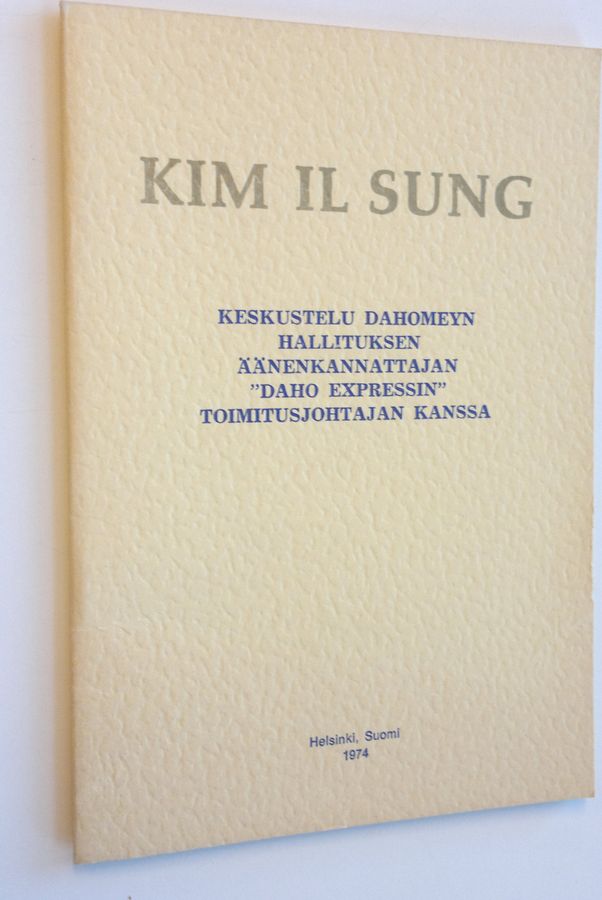 KIM IL SUNG
KESKUSTELU DAHOMEYN
HALLITUKSEN
ÄÄNENKANNATTAJAN
”DAHO EXPRESSIN”
TOIMITUSJOHTAJAN KANSSA
Helsinki, Suomi
1974